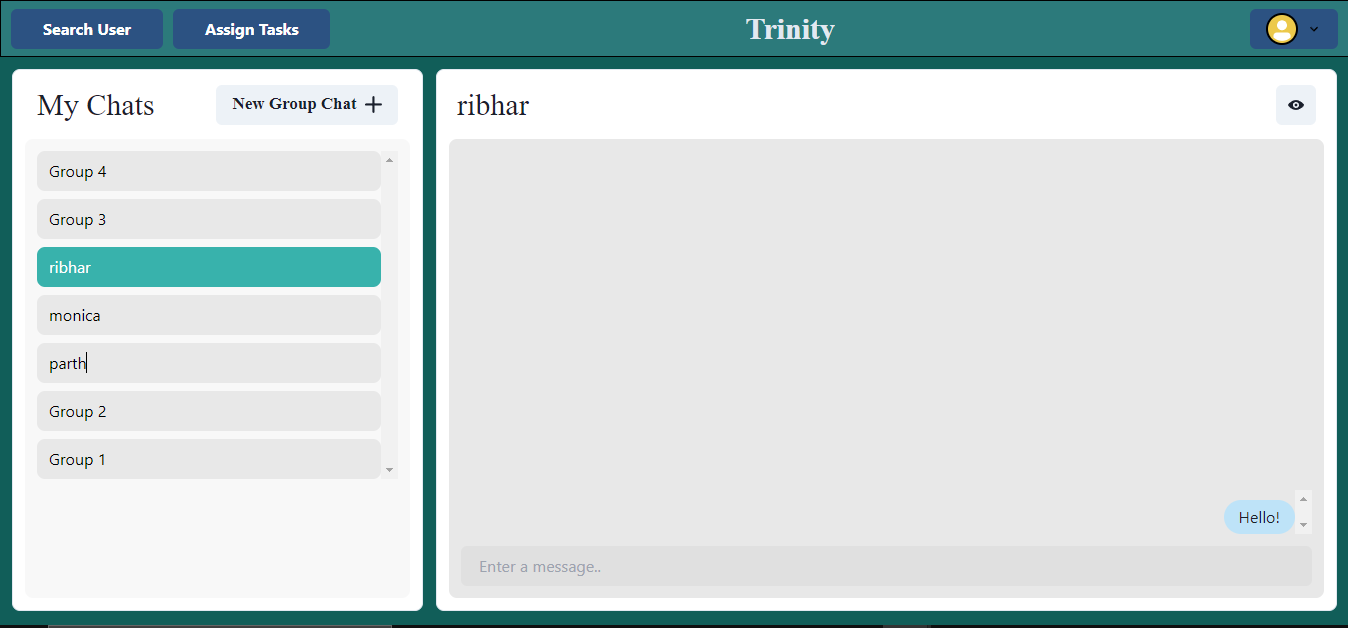 Search User
Assign Tasks
Trinity
My Chats
New Group Chat
Group 4
Group 3
ribhar
monica
parth
Group 2
Group 1
ribhar
Hello!
Enter a message..